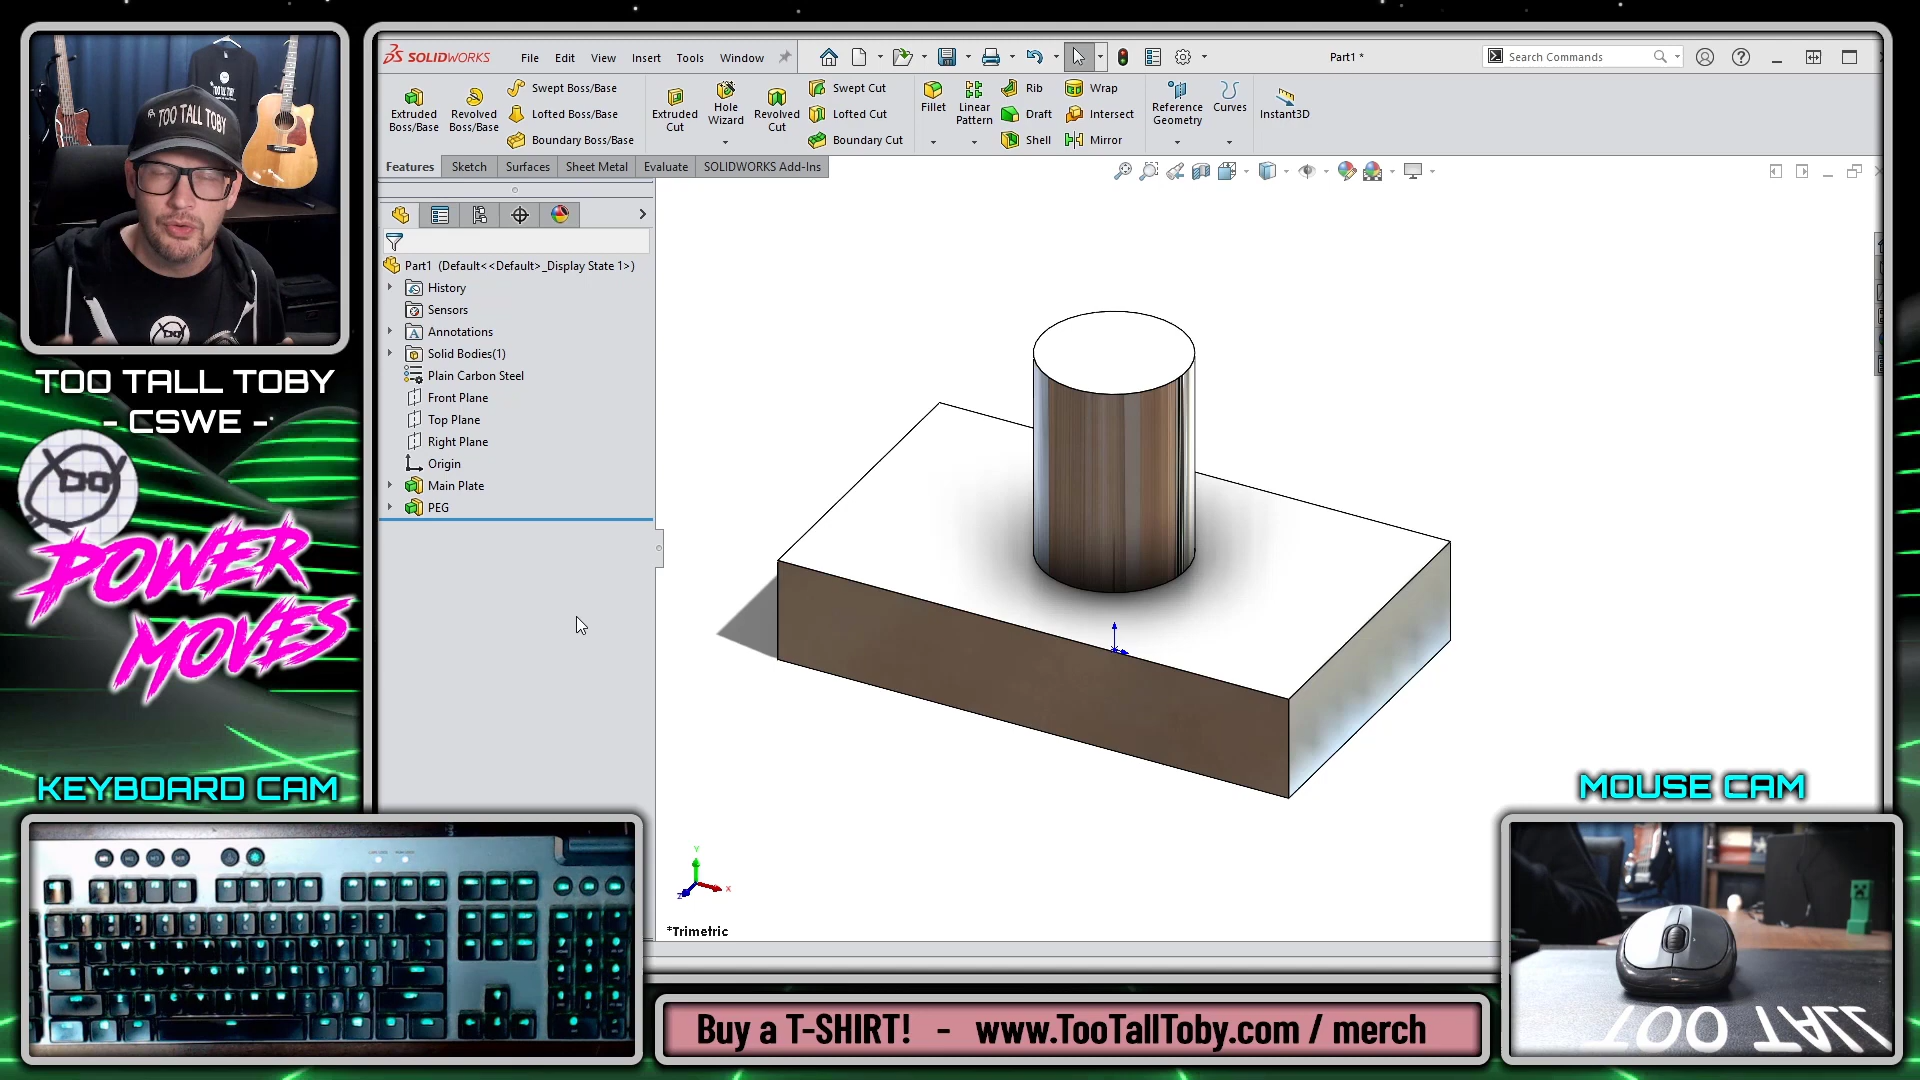 SOLIDWORKS
File Edit View Insert Tools Window
Part1 *
Search Commands
Extruded Boss/Base
Revolved Boss/Base
Swept Boss/Base
Lofted Boss/Base
Boundary Boss/Base
Extruded Cut
Hole Wizard
Revolved Cut
Swept Cut
Lofted Cut
Boundary Cut
Fillet
Linear Pattern
Rib
Draft
Shell
Wrap
Intersect
Mirror
Reference Geometry
Curves
Instant3D
Features Sketch Surfaces Sheet Metal Evaluate SOLIDWORKS Add-Ins
Part1 (Default<<Default>_Display State 1>)
History
Sensors
Annotations
Solid Bodies(1)
Plain Carbon Steel
Front Plane
Top Plane
Right Plane
Origin
Main Plate
PEG
Y
X
Z
*Trimetric
TOO TALL TOBY
TOO TALL TOBY
- CSWE -
POWER
MOVES
KEYBOARD CAM
MOUSE CAM
TOO TALL
Buy a T-SHIRT! - www.TooTallToby.com / merch